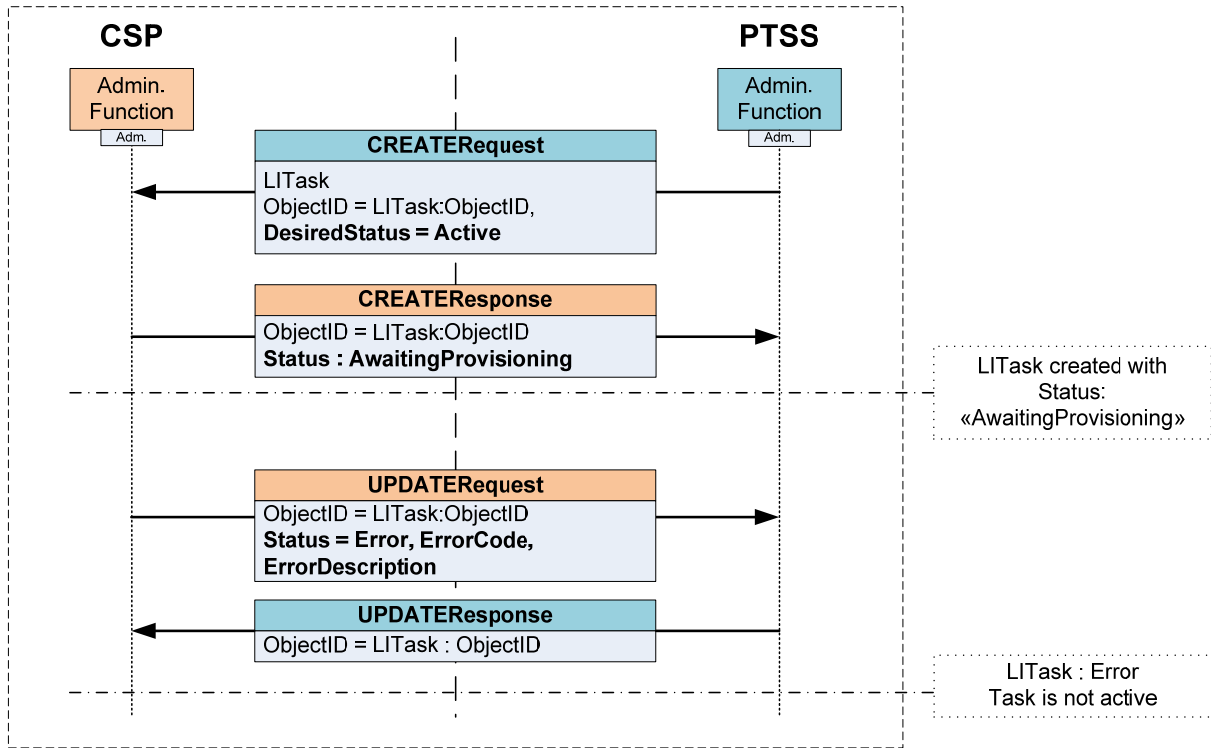 CSP
PTSS
Admin.
Function
Adm.
Admin.
Function
Adm.
CREATERequest
LITask
ObjectID = LITask:ObjectID,
DesiredStatus = Active
CREATEResponse
ObjectID = LITask:ObjectID
Status : AwaitingProvisioning
LITask created with
Status:
«AwaitingProvisioning»
UPDATERequest
ObjectID = LITask:ObjectID
Status = Error, ErrorCode,
ErrorDescription
UPDATEResponse
ObjectID = LITask : ObjectID
LITask : Error
Task is not active